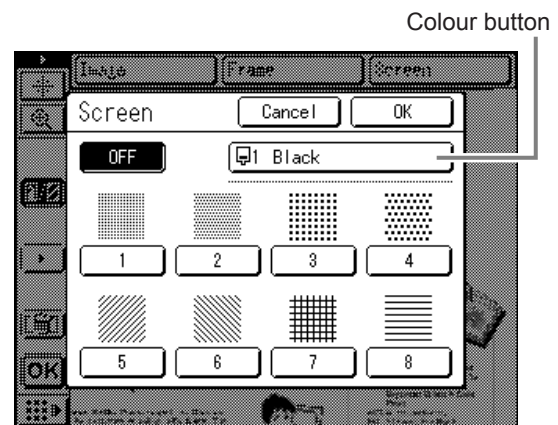 Colour button
Image Frame Screen
Screen Cancel OK
OFF 1 Black
1 2 3 4
5 6 7 8
OK